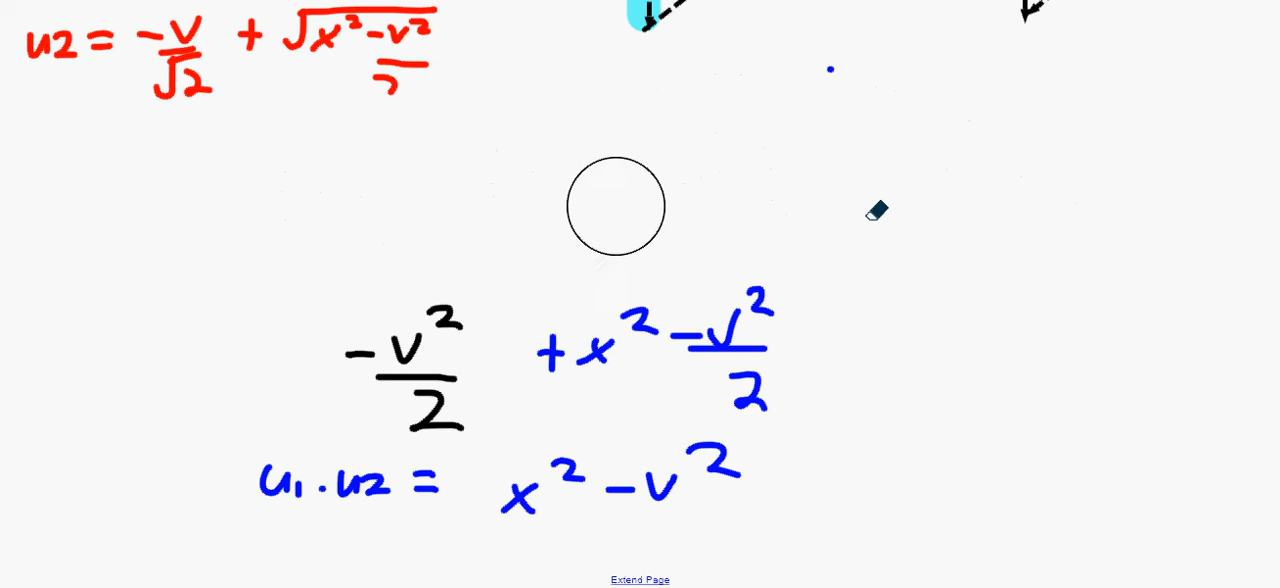 u2 = -v/√2 + √(x² - v²/2)
-v²/2 + x² - v²/2
u₁ · u2 = x² - v²
Extend Page